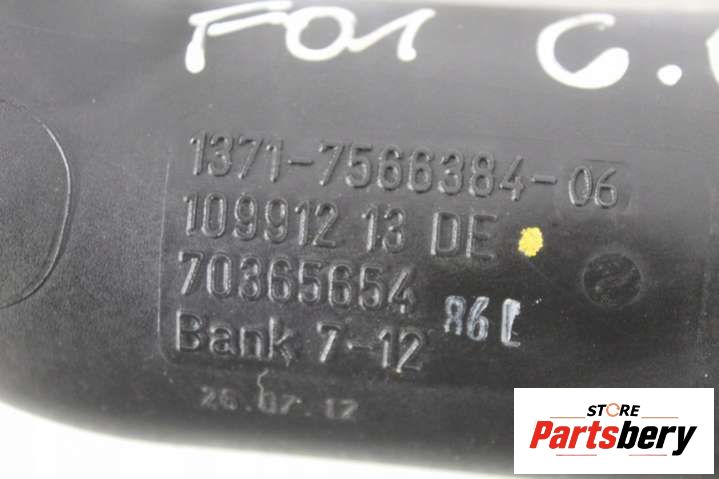 F01 6.
1371-7566384-06
109912 13 DE
70365654
86
Bank 7-12
26.07.12
STORE
Partsbery